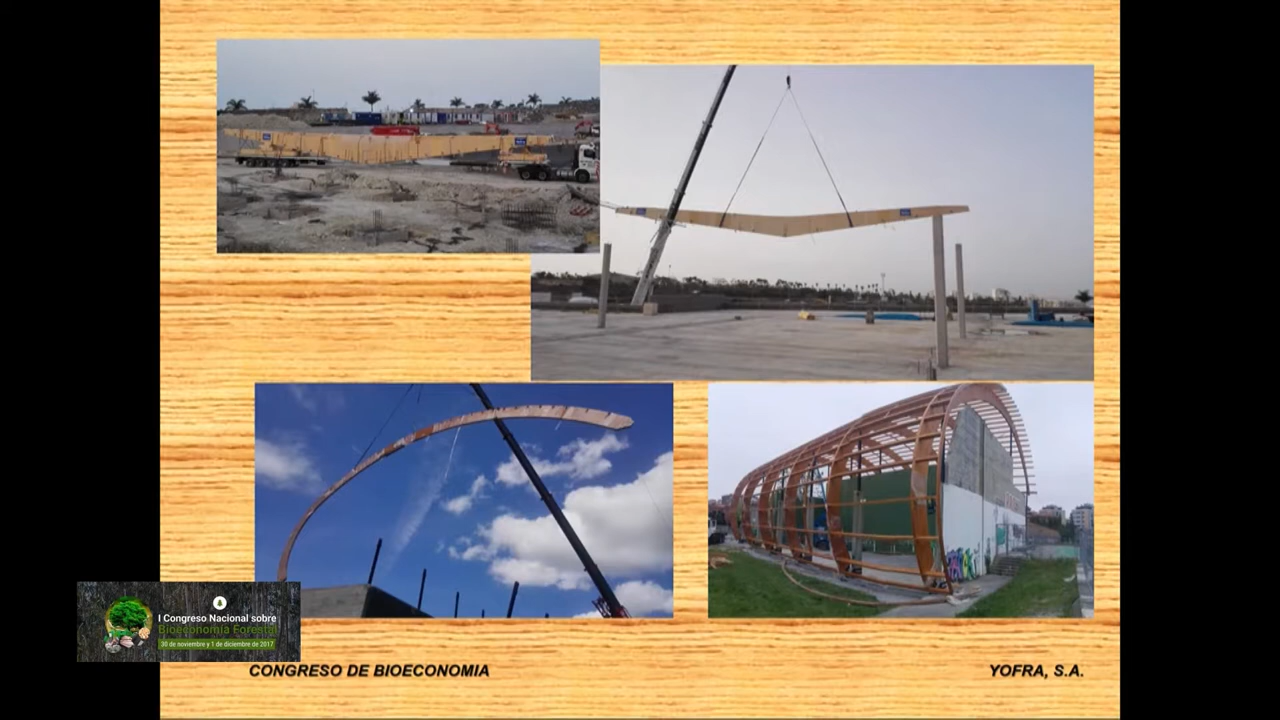 I Congreso Nacional sobre
Bioeconomía Forestal
30 de noviembre y 1 de diciembre de 2017
CONGRESO DE BIOECONOMIA
YOFRA, S.A.